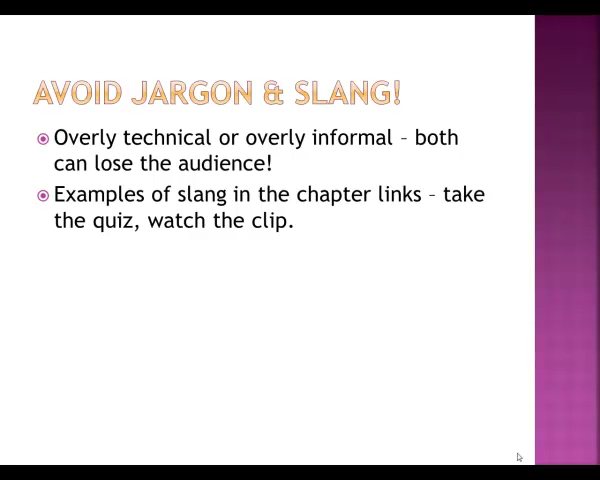 AVOID JARGON & SLANG!
Overly technical or overly informal – both
can lose the audience!
Examples of slang in the chapter links – take
the quiz, watch the clip.